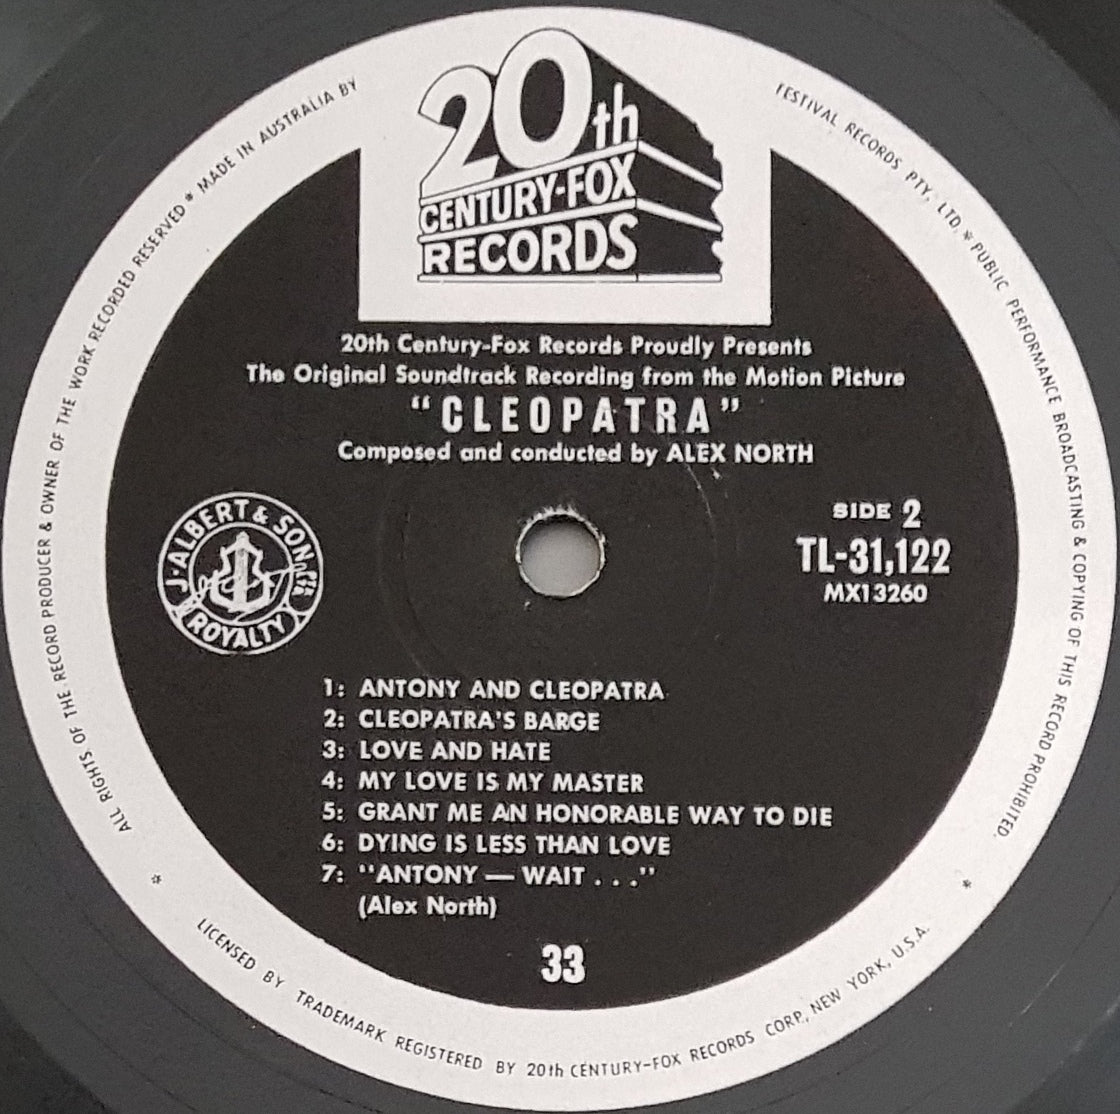 20th
CENTURY-FOX
RECORDS
20th Century-Fox Records Proudly Presents
The Original Soundtrack Recording from the Motion Picture
"CLEOPATRA"
Composed and conducted by ALEX NORTH
J. ALBERT & SON
ROYALTY
SIDE 2
TL-31,122
MX13260
1: ANTONY AND CLEOPATRA
2: CLEOPATRA'S BARGE
3: LOVE AND HATE
4: MY LOVE IS MY MASTER
5: GRANT ME AN HONORABLE WAY TO DIE
6: DYING IS LESS THAN LOVE
7: "ANTONY — WAIT . . ."
(Alex North)
33
ALL RIGHTS OF THE RECORD PRODUCER & OWNER OF THE WORK RECORDED RESERVED * MADE IN AUSTRALIA BY FESTIVAL RECORDS PTY. LTD. * PUBLIC PERFORMANCE BROADCASTING & COPYING OF THIS RECORD PROHIBITED.
* LICENSED BY TRADEMARK REGISTERED BY 20th CENTURY-FOX RECORDS CORP., NEW YORK, U.S.A. *